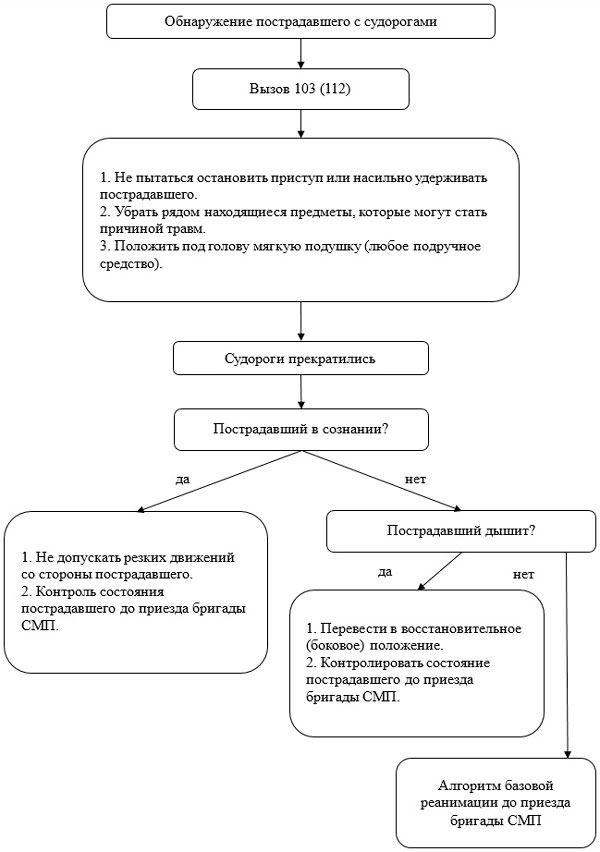 Обнаружение пострадавшего с судорогами
Вызов 103 (112)
1. Не пытаться остановить приступ или насильно удерживать
пострадавшего.
2. Убрать рядом находящиеся предметы, которые могут стать
причиной травм.
3. Положить под голову мягкую подушку (любое подручное
средство).
Судороги прекратились
Пострадавший в сознании?
да
нет
1. Не допускать резких движений
со стороны пострадавшего.
2. Контроль состояния
пострадавшего до приезда бригады
СМП.
Пострадавший дышит?
да
нет
1. Перевести в восстановительное
(боковое) положение.
2. Контролировать состояние
пострадавшего до приезда
бригады СМП.
Алгоритм базовой
реанимации до приезда
бригады СМП